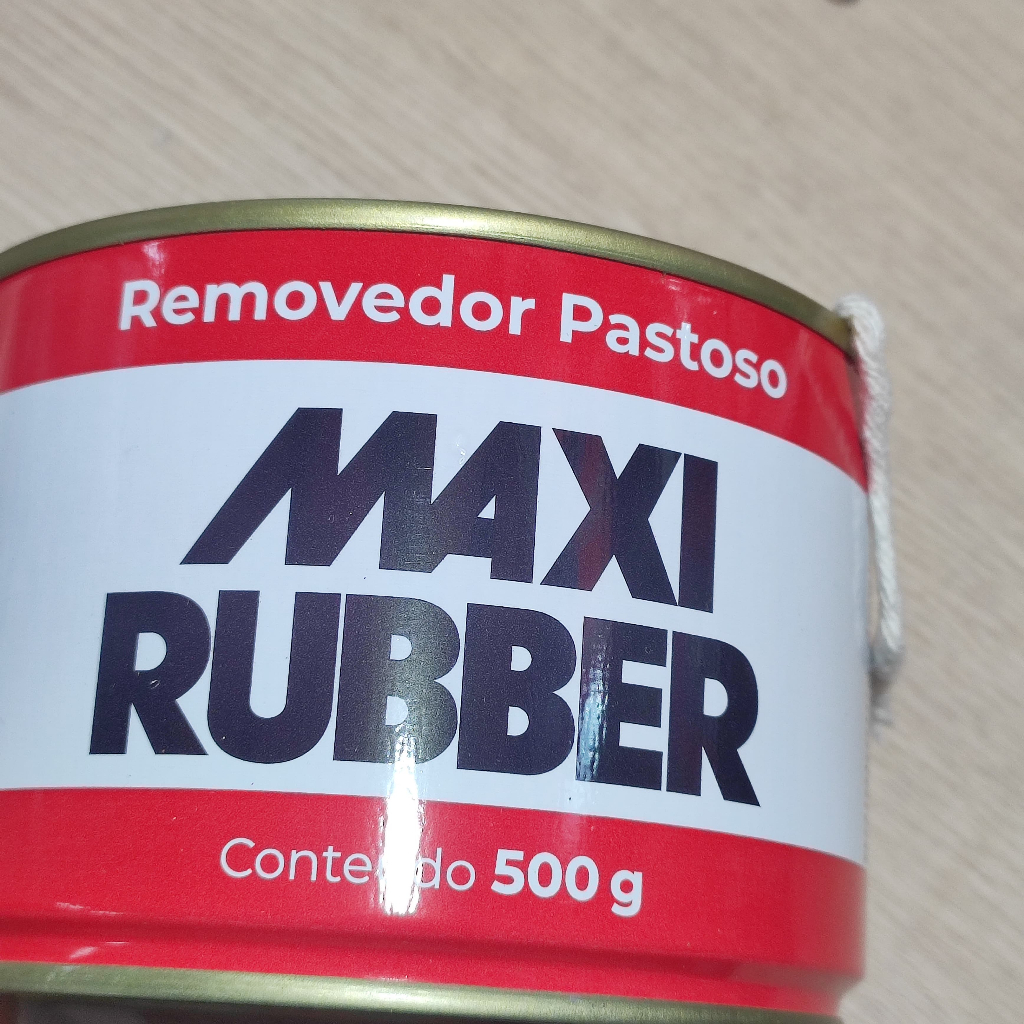 Removedor Pastoso
MAXI
RUBBER
Conteúdo 500 g